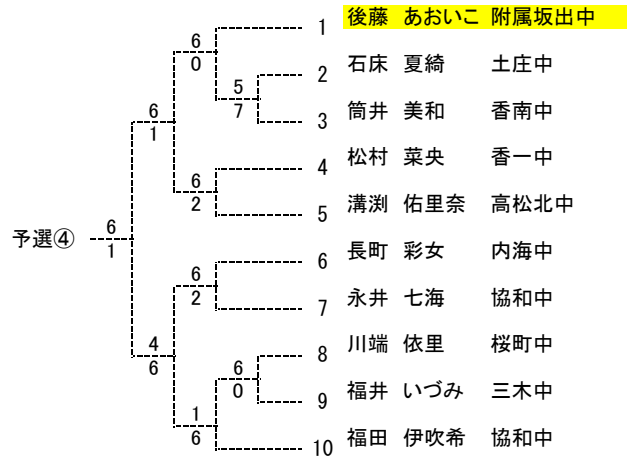 1 後藤 あおいこ 附属坂出中
6
0
2 石床 夏綺 土庄中
5
7
3 筒井 美和 香南中
6
1
4 松村 菜央 香一中
6
2
5 溝渕 佑里奈 高松北中
予選④
6
1
6 長町 彩女 内海中
6
2
7 永井 七海 協和中
4
6
8 川端 依里 桜町中
6
0
9 福井 いづみ 三木中
1
6
10 福田 伊吹希 協和中